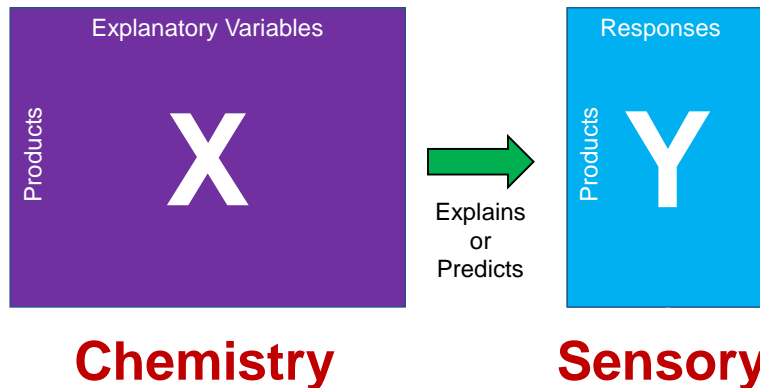 Explanatory Variables
Products
X
Explains
or
Predicts
Responses
Products
Y
Chemistry
Sensory